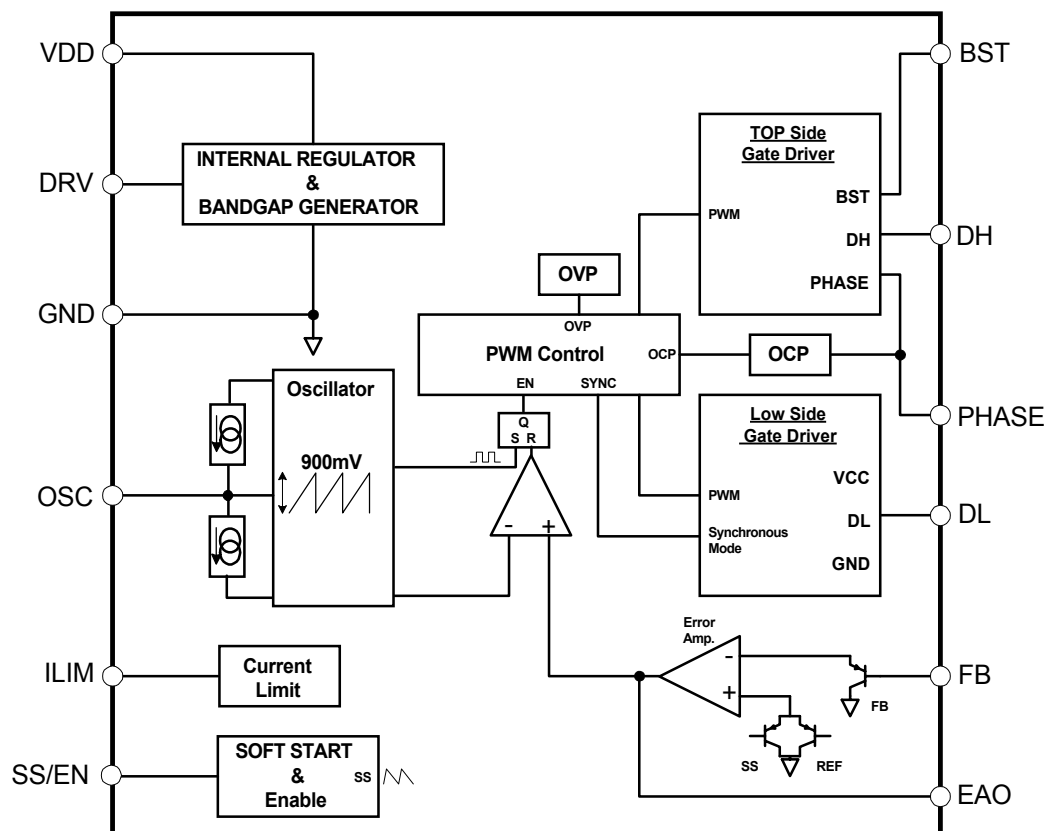 VDD
DRV
GND
OSC
ILIM
SS/EN
INTERNAL REGULATOR
&
BANDGAP GENERATOR
Oscillator
900mV
Current
Limit
SOFT START
&
Enable
SS
OVP
OVP
PWM Control
OCP
EN
SYNC
Q
S R
-
+
OCP
TOP Side
Gate Driver
BST
PWM
DH
PHASE
Low Side
Gate Driver
VCC
PWM
DL
Synchronous
Mode
GND
Error
Amp.
-
+
FB
SS
REF
BST
DH
PHASE
DL
FB
EAO